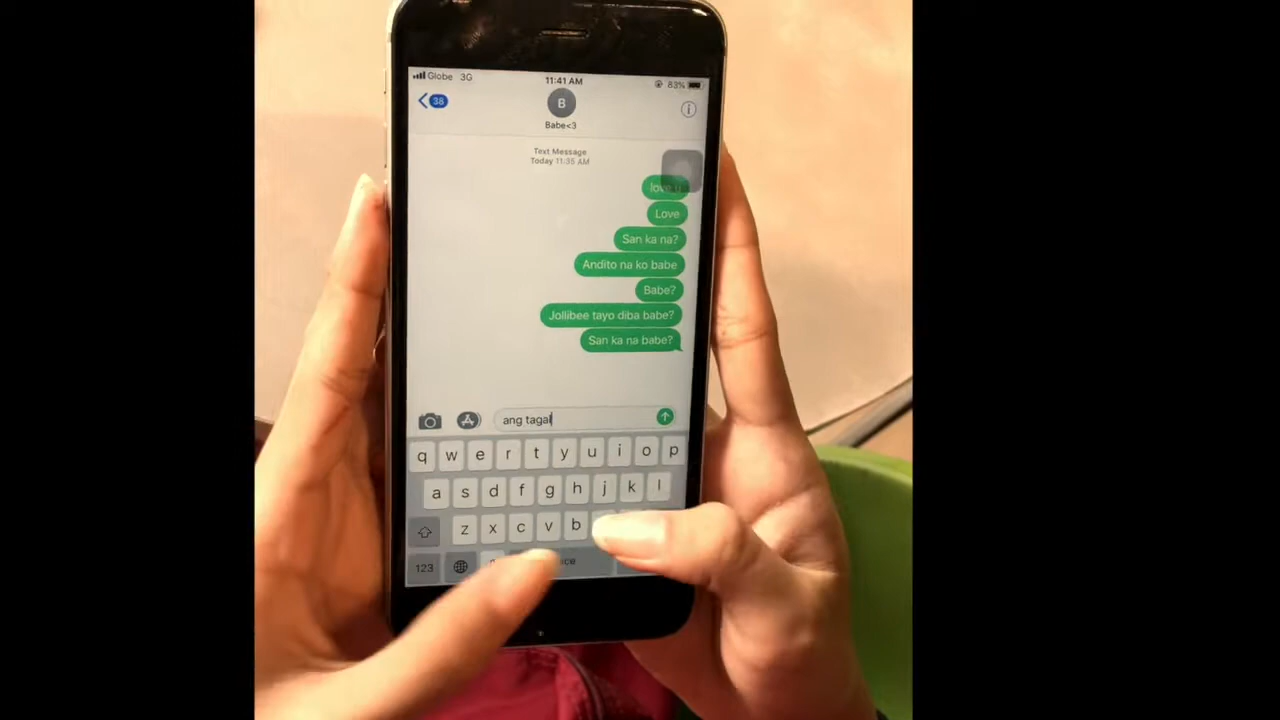 Globe 3G 11:41 AM 83%
38
B
Babe<3
Text Message
Today 11:35 AM
love u
Love
San ka na?
Andito na ko babe
Babe?
Jollibee tayo diba babe?
San ka na babe?
ang tagal
q w e r t y u i o p
a s d f g h j k l
z x c v b
123